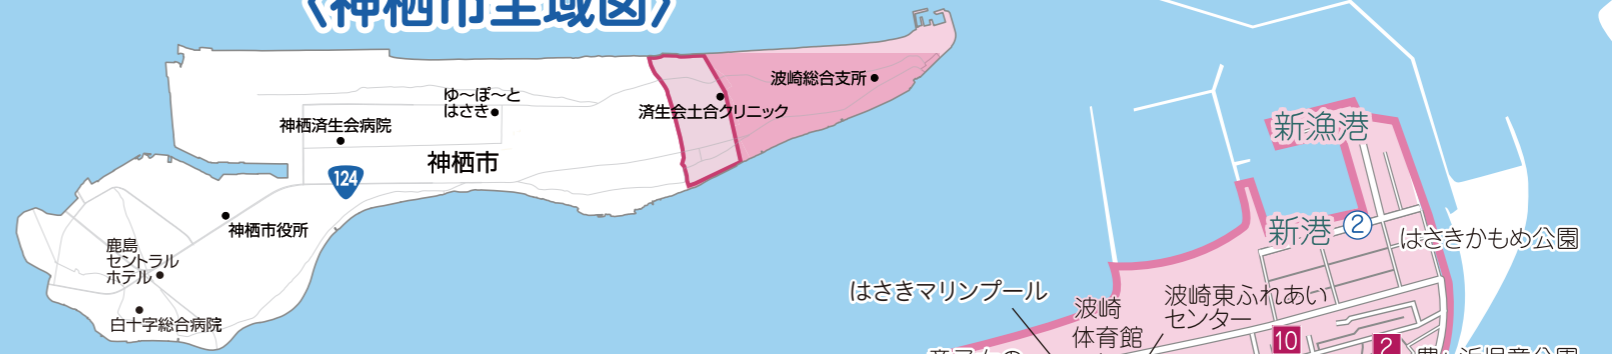 〈神栖市全域図〉
波崎総合支所
ゆ〜ぽ〜と
はさき
済生会土合クリニック
神栖済生会病院
神栖市
124
神栖市役所
鹿島
セントラル
ホテル
白十字総合病院
新漁港
新港
2
はさきかもめ公園
はさきマリンプール
波崎
体育館
波崎東ふれあい
センター
10
2